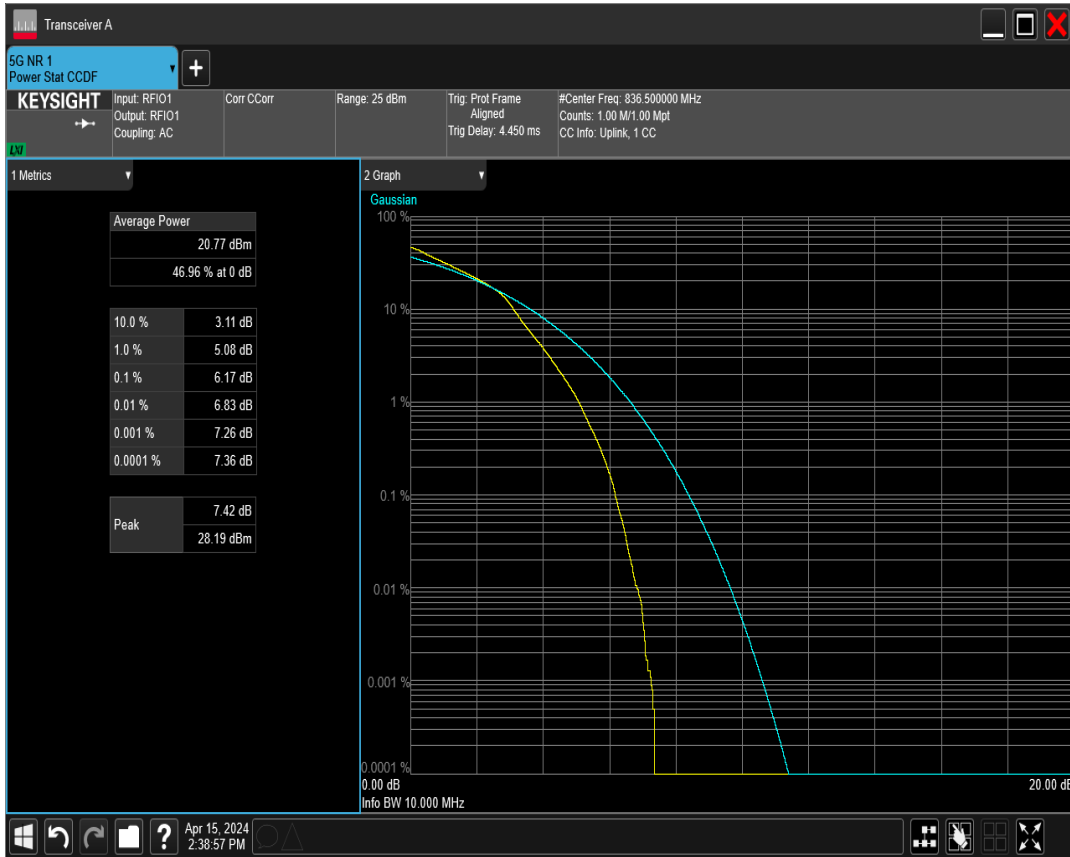 Transceiver A
5G NR 1
Power Stat CCDF
KEYSIGHT
LXI
Input: RFIO1
Output: RFIO1
Coupling: AC
Corr CCorr
Range: 25 dBm
Trig: Prot Frame
Aligned
Trig Delay: 4.450 ms
#Center Freq: 836.500000 MHz
Counts: 1.00 M/1.00 Mpt
CC Info: Uplink, 1 CC
1 Metrics
Average Power
20.77 dBm
46.96 % at 0 dB
10.0 % 3.11 dB
1.0 % 5.08 dB
0.1 % 6.17 dB
0.01 % 6.83 dB
0.001 % 7.26 dB
0.0001 % 7.36 dB
Peak
7.42 dB
28.19 dBm
2 Graph
Gaussian
100 %
10 %
1 %
0.1 %
0.01 %
0.001 %
0.0001 %
0.00 dB 20.00 dB
Info BW 10.000 MHz
?
Apr 15, 2024
2:38:57 PM